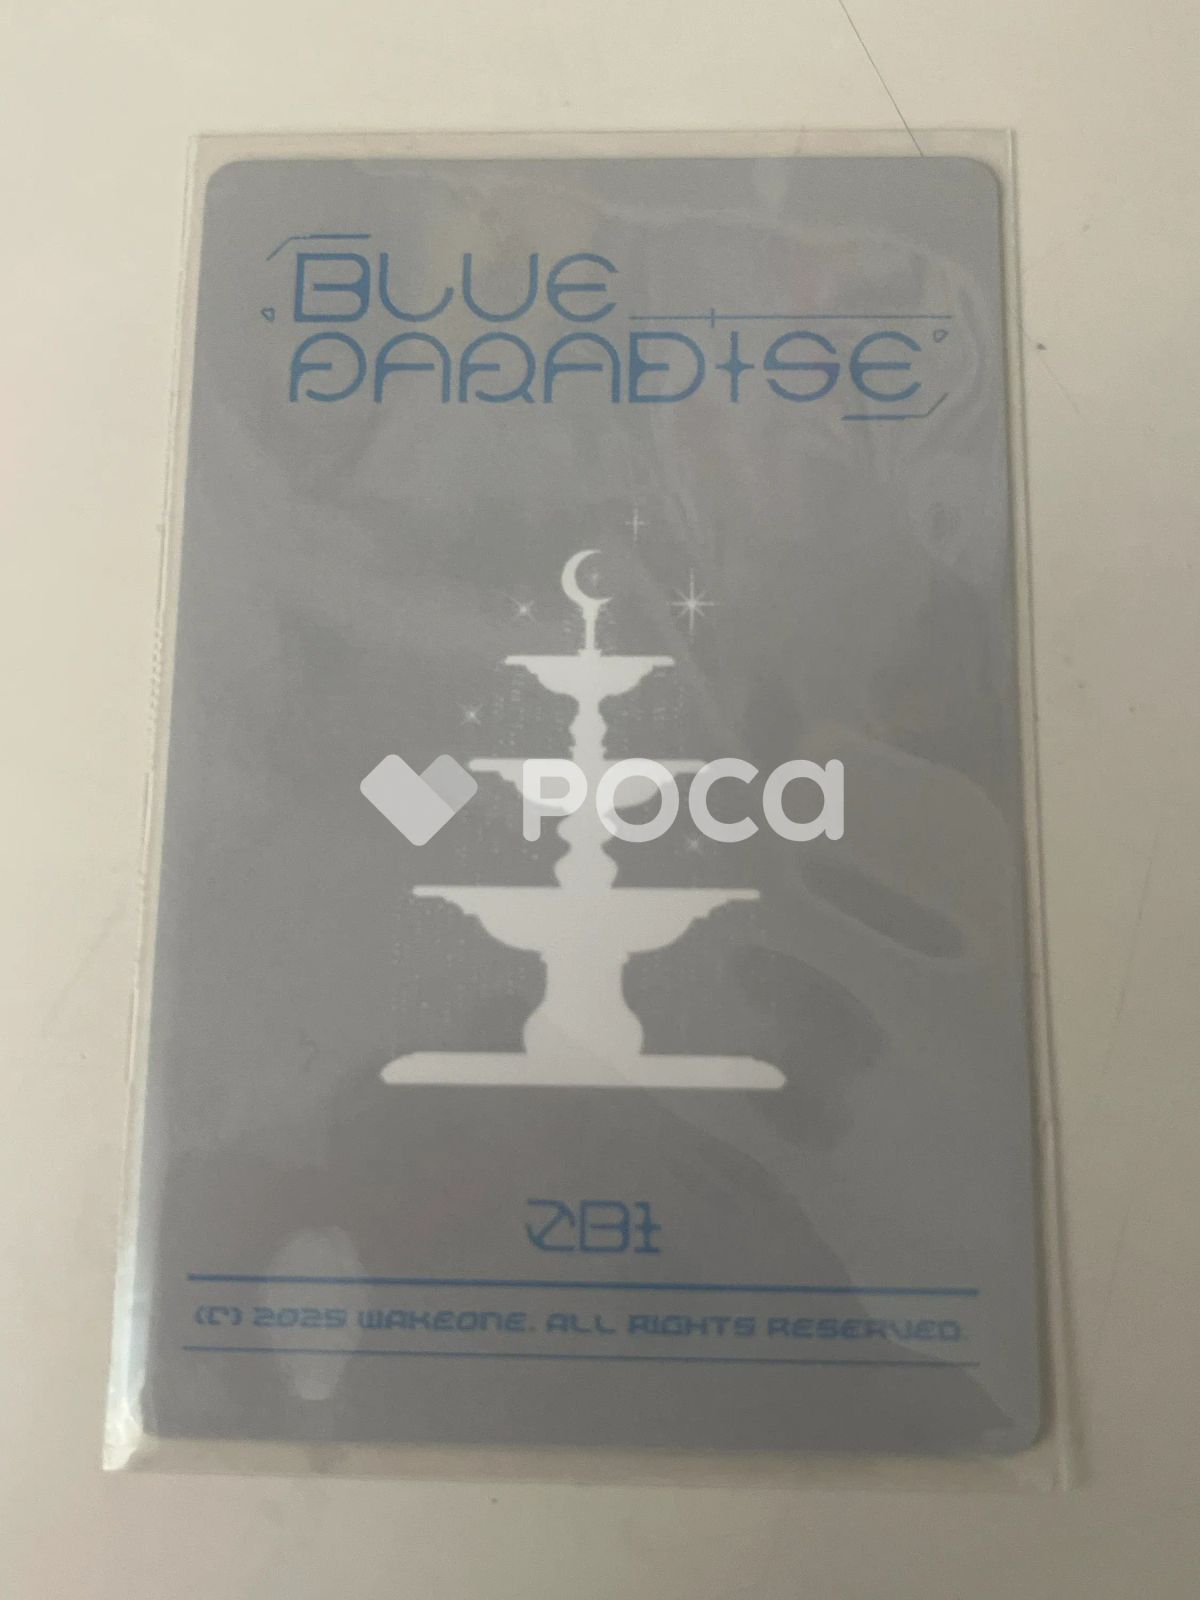 BLUE
PARADISE
POCA
ZB1
(C) 2025 WAKEONE. ALL RIGHTS RESERVED.